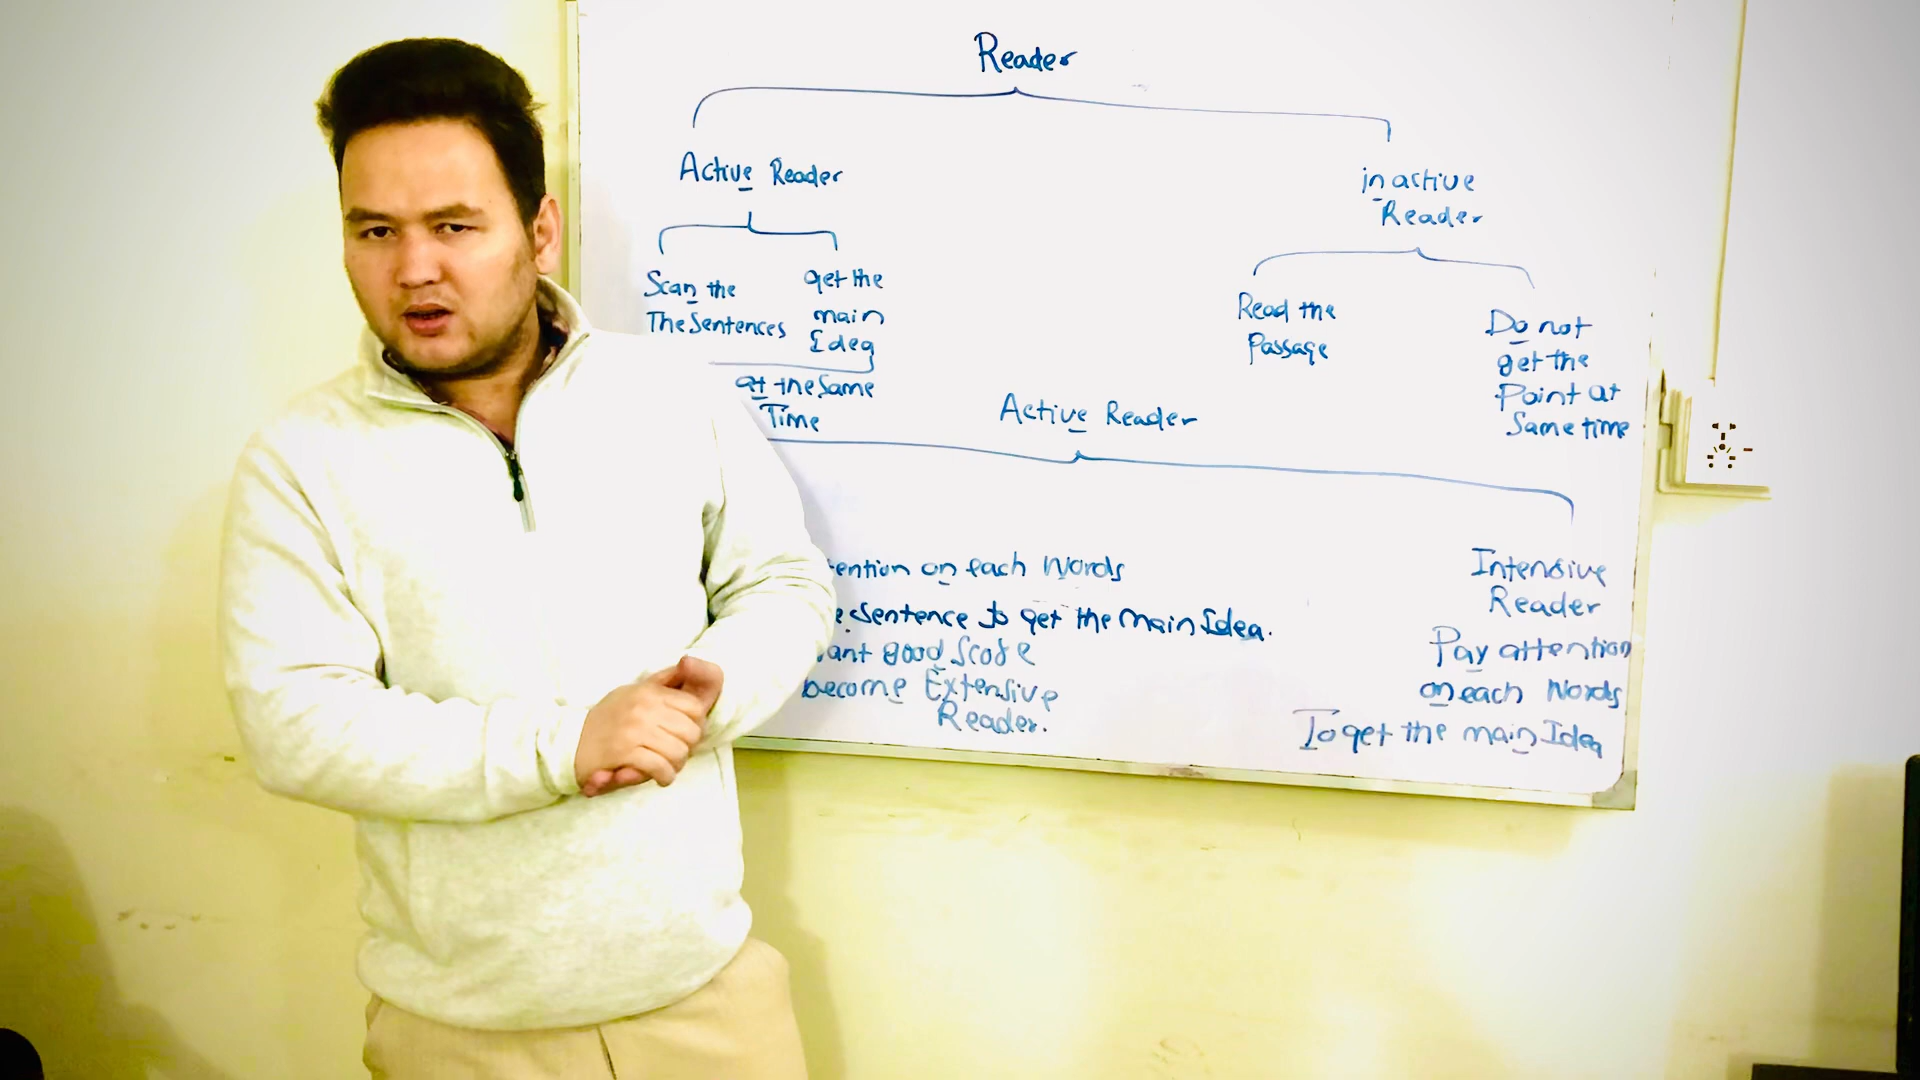 Reader
Active Reader
Scan the
The Sentences
get the
main
Idea
at the Same
Time
inactive
Reader
Read the
Passage
Do not
get the
Point at
Same time
Active Reader
on each Words
Sentence to get the Main Idea.
good Score
become Extensive
Reader.
Intensive
Reader
Pay attention
on each Words
To get the main Idea